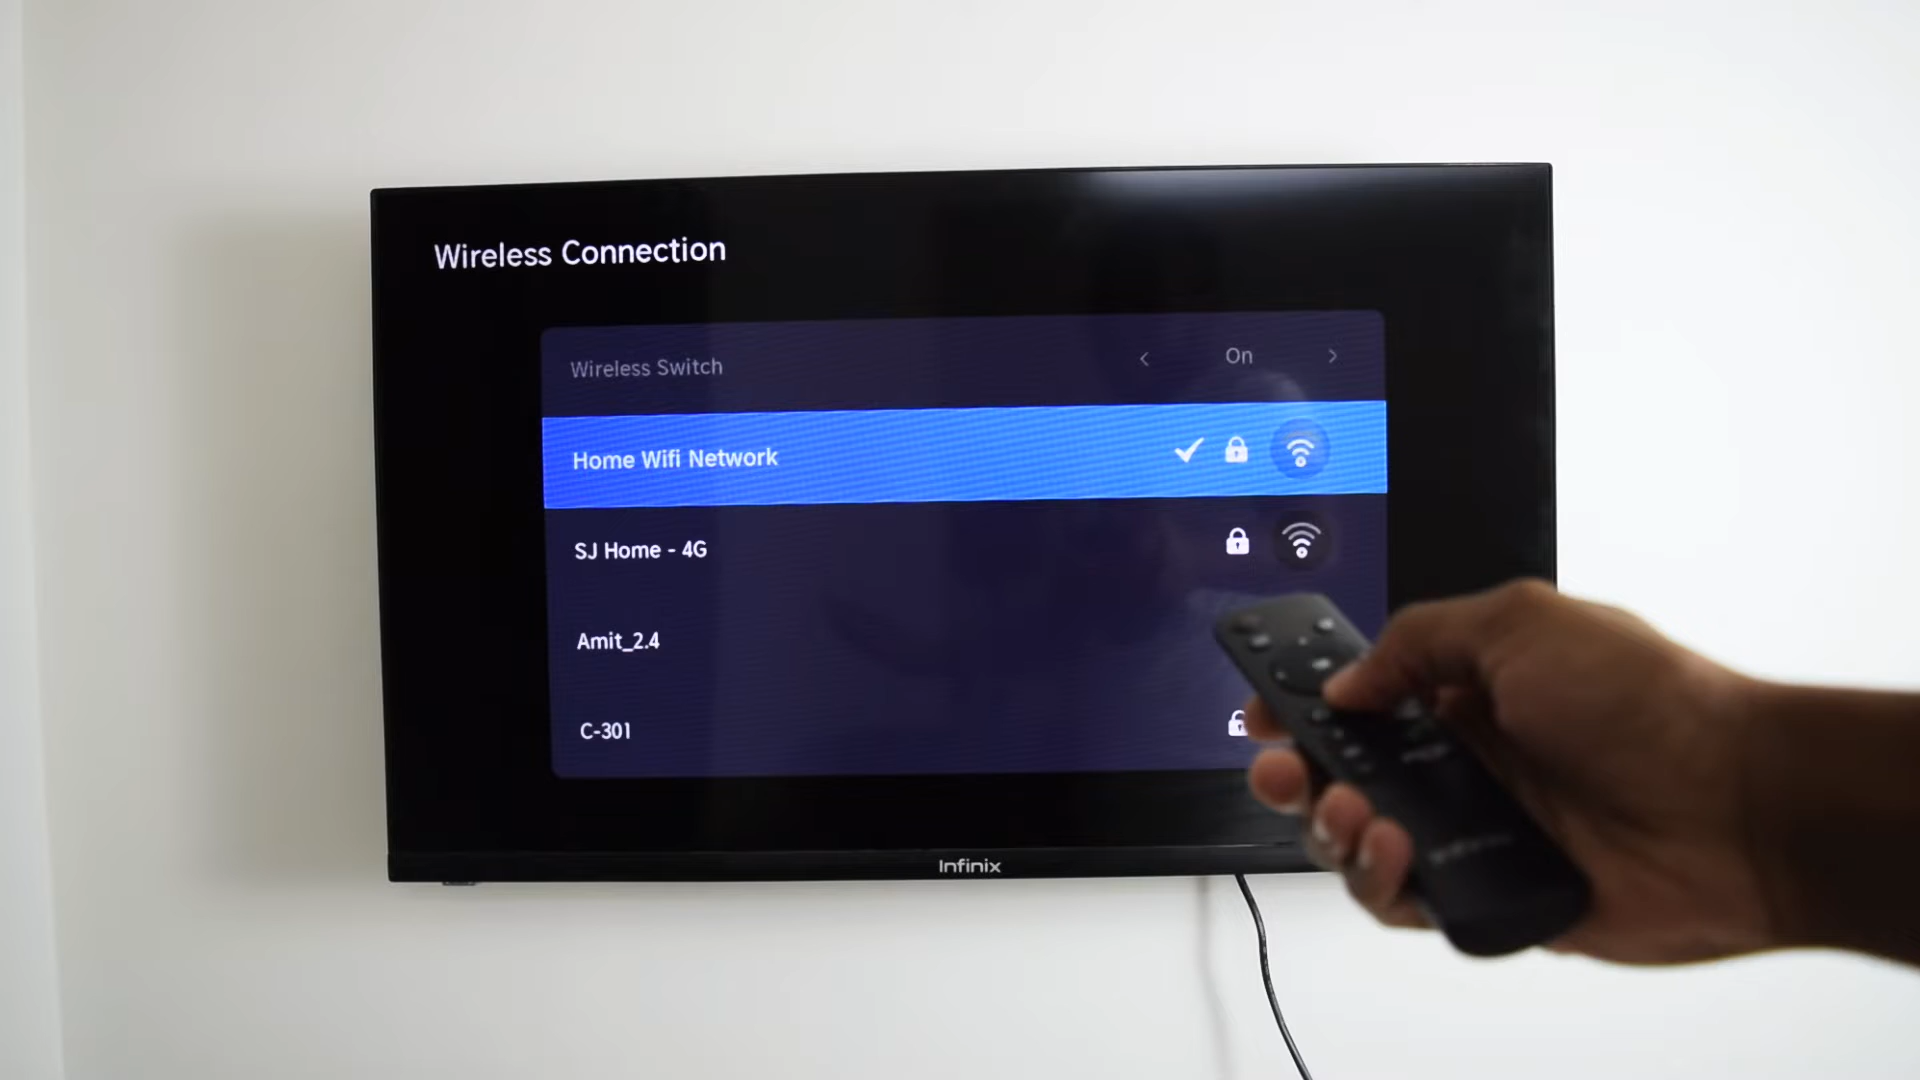 Wireless Connection
Wireless Switch
On
Home Wifi Network
SJ Home - 4G
Amit_2.4
C-301
Infinix